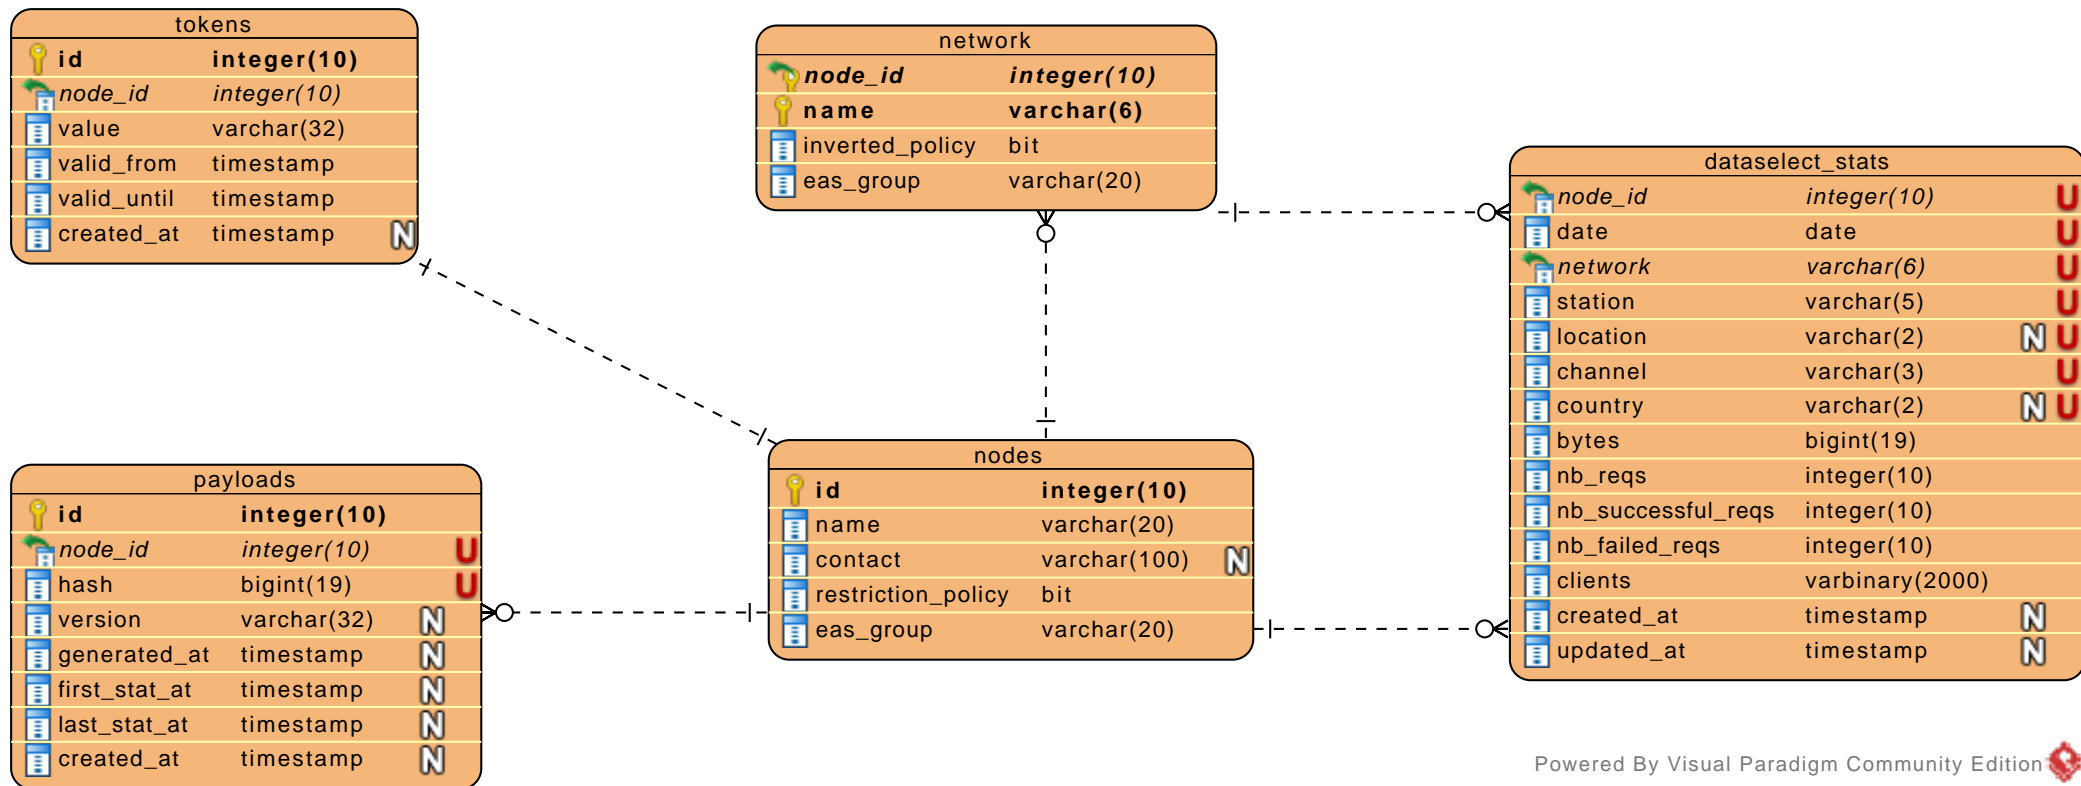 tokens
id integer(10)
node_id integer(10)
value varchar(32)
valid_from timestamp
valid_until timestamp
created_at timestamp N
network
node_id integer(10)
name varchar(6)
inverted_policy bit
eas_group varchar(20)
dataselect_stats
node_id integer(10) U
date date U
network varchar(6) U
station varchar(5) U
location varchar(2) N U
channel varchar(3) U
country varchar(2) N U
bytes bigint(19)
nb_reqs integer(10)
nb_successful_reqs integer(10)
nb_failed_reqs integer(10)
clients varbinary(2000)
created_at timestamp N
updated_at timestamp N
payloads
id integer(10)
node_id integer(10) U
hash bigint(19) U
version varchar(32) N
generated_at timestamp N
first_stat_at timestamp N
last_stat_at timestamp N
created_at timestamp N
nodes
id integer(10)
name varchar(20)
contact varchar(100) N
restriction_policy bit
eas_group varchar(20)
Powered By Visual Paradigm Community Edition